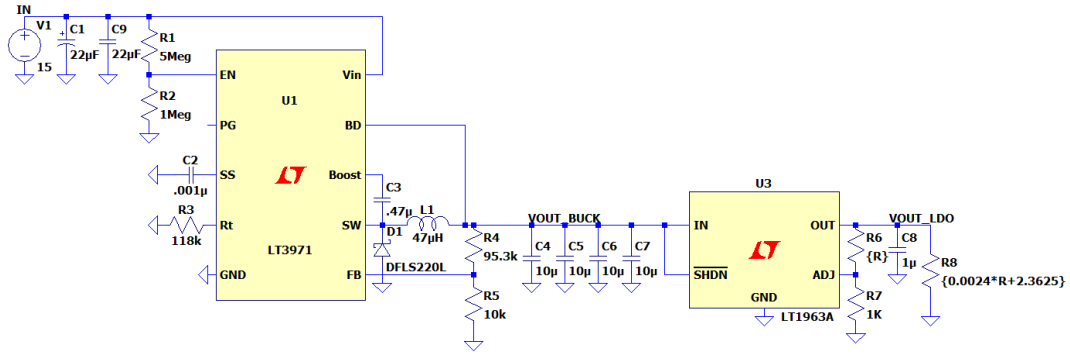 IN
V1
15
C1
22µF
C9
22µF
R1
5Meg
R2
1Meg
EN
Vin
U1
PG
BD
C2
.001µ
SS
Boost
C3
.47µ
R3
118k
Rt
SW
L1
47µH
D1
DFLS220L
LT3971
GND
FB
R4
95.3k
R5
10k
VOUT_BUCK
C4
10µ
C5
10µ
C6
10µ
C7
10µ
U3
IN
OUT
SHDN
ADJ
GND
LT1963A
VOUT_LDO
R6
{R}
C8
1µ
R7
1K
R8
{0.0024*R+2.3625}